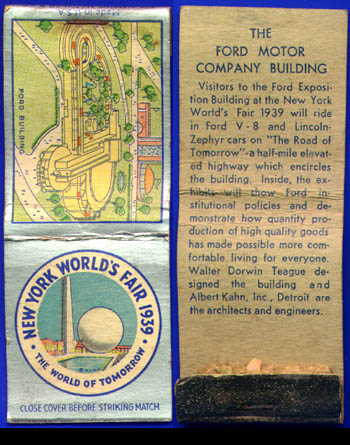 MADE IN U.S.A.
FORD BUILDING
NEW YORK WORLD'S FAIR 1939
• THE WORLD OF TOMORROW •
CLOSE COVER BEFORE STRIKING MATCH
THE
FORD MOTOR
COMPANY BUILDING
Visitors to the Ford Exposi-
tion Building at the New York
World's Fair 1939 will ride
in Ford V-8 and Lincoln-
Zephyr cars on "The Road of
Tomorrow"-a half-mile elevat-
ed highway which encircles
the building. Inside, the ex-
hibits will show Ford in-
stitutional policies and de-
monstrate how quantity pro-
duction of high quality goods
has made possible more com-
fortable living for everyone.
Walter Dorwin Teague de-
signed the building and
Albert Kahn, Inc., Detroit are
the architects and engineers.